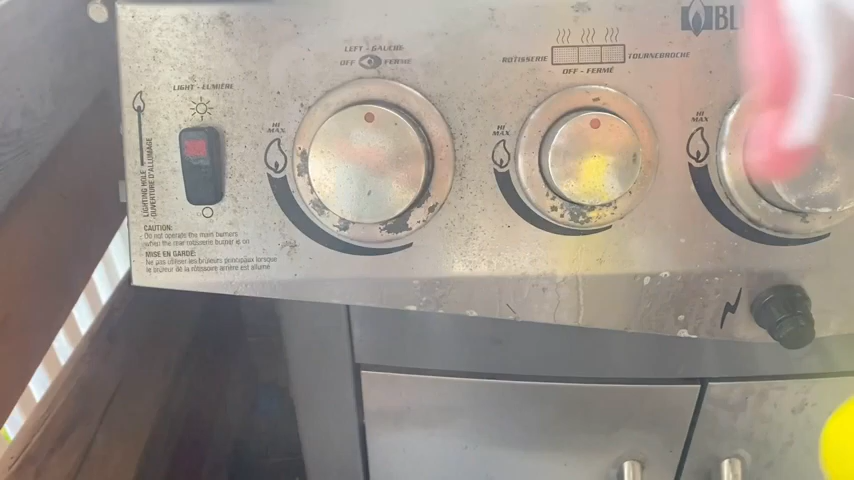 BL
LEFT - GAUCHE
OFF FERMÉ
ROTISSERIE TOURNEBROCHE
OFF - FERMÉ
LIGHT - LUMIÈRE
HI
MAX
HI
MAX
HI
MAX
LIGHTING HOLE
OUVERTURE D'ALLUMAGE
CAUTION:
Do not operate the main burners
when the rear rotisserie burner is on
MISE EN GARDE:
Ne pas utiliser les brûleurs principaux lorsque
le brûleur de la rôtissoire arrière est allumé